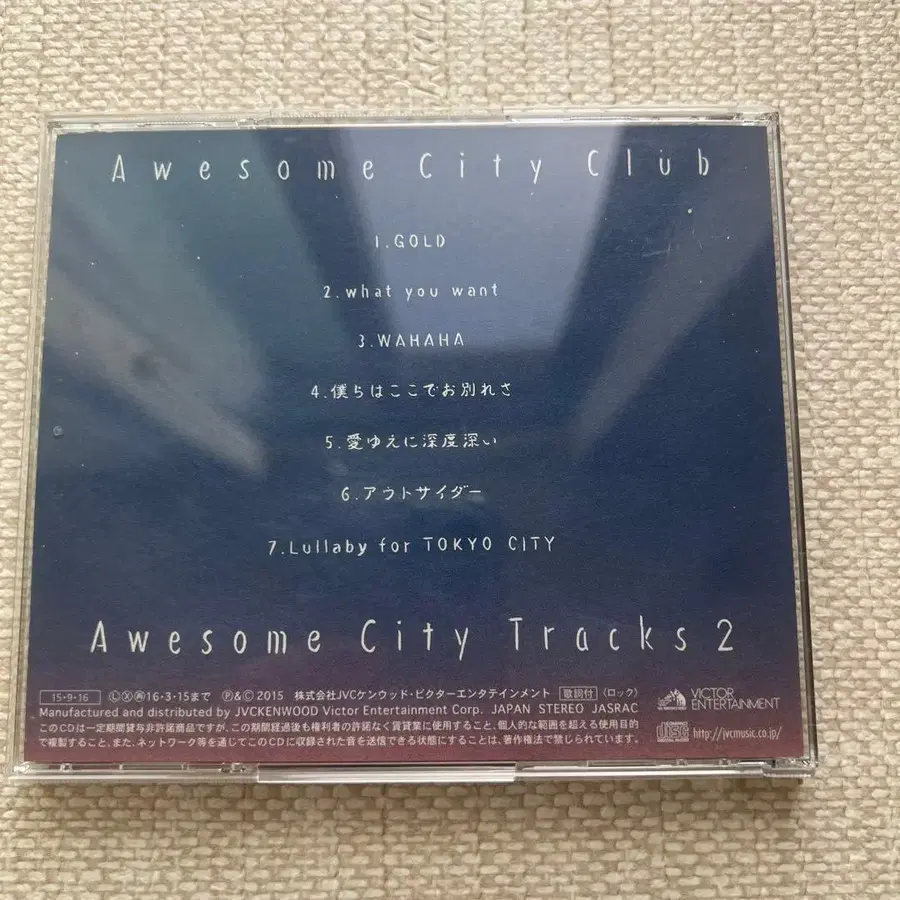 Awesome City Club
1.GOLD
2.what you want
3.WAHAHA
4.僕らはここでお別れさ
5.愛ゆえに深度深い
6.アウトサイダー
7.Lullaby for TOKYO CITY
Awesome City Tracks 2
15・9・16 16・3・15まで Ⓟ&© 2015 株式会社JVCケンウッド・ビクターエンタテインメント 歌詞付 (ロック)
Manufactured and distributed by JVCKENWOOD Victor Entertainment Corp. JAPAN STEREO JASRAC
VICTOR
ENTERTAINMENT
このCDは一定期間貸与非許諾商品ですが、この期間経過後も権利者の許諾なく賃貸業に使用すること、個人的な範囲を超える使用目的
で複製すること、また、ネットワーク等を通じてこのCDに収録された音を送信できる状態にすることは、著作権法で禁じられています。
disc http://jvcmusic.co.jp/